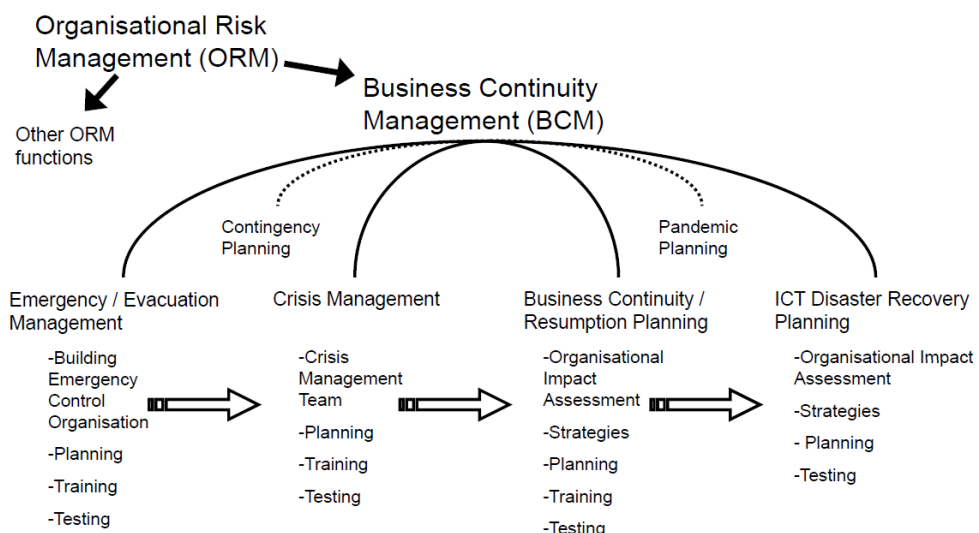 Organisational Risk
Management (ORM)
Business Continuity
Management (BCM)
Other ORM
functions
Contingency
Planning
Pandemic
Planning
Emergency / Evacuation
Management
-Building
Emergency
Control
Organisation
-Planning
-Training
-Testing
Crisis Management
-Crisis
Management
Team
-Planning
-Training
-Testing
Business Continuity /
Resumption Planning
-Organisational
Impact
Assessment
-Strategies
-Planning
-Training
-Testing
ICT Disaster Recovery
Planning
-Organisational Impact
Assessment
-Strategies
- Planning
-Testing